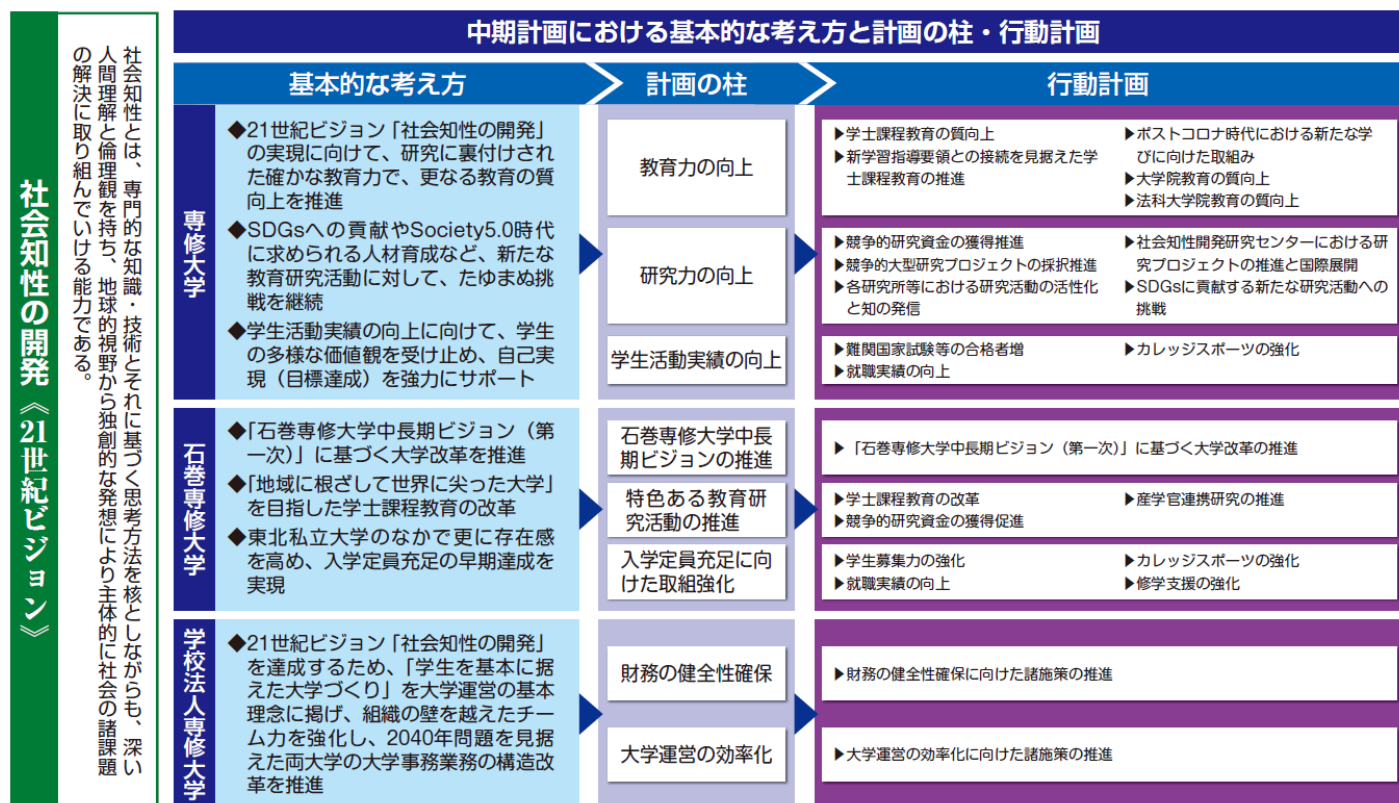 社会知性の開発《21世紀ビジョン》
社会知性とは、専門的な知識・技術とそれに基づく思考方法を核としながらも、深い
人間理解と倫理観を持ち、地球的視野から独創的な発想により主体的に社会の諸課題
の解決に取り組んでいける能力である。
中期計画における基本的な考え方と計画の柱・行動計画
基本的な考え方
計画の柱
行動計画
専修大学
◆21世紀ビジョン「社会知性の開発」
の実現に向けて、研究に裏付けされ
た確かな教育力で、更なる教育の質
向上を推進
◆SDGsへの貢献やSociety5.0時代
に求められる人材育成など、新たな
教育研究活動に対して、たゆまぬ挑
戦を継続
◆学生活動実績の向上に向けて、学生
の多様な価値観を受け止め、自己実
現（目標達成）を強力にサポート
教育力の向上
▶学士課程教育の質向上
▶新学習指導要領との接続を見据えた学
士課程教育の推進
▶ポストコロナ時代における新たな学
びに向けた取組み
▶大学院教育の質向上
▶法科大学院教育の質向上
研究力の向上
▶競争的研究資金の獲得推進
▶競争的大型研究プロジェクトの採択推進
▶各研究所等における研究活動の活性化
と知の発信
▶社会知性開発研究センターにおける研
究プロジェクトの推進と国際展開
▶SDGsに貢献する新たな研究活動への
挑戦
学生活動実績の向上
▶難関国家試験等の合格者増
▶就職実績の向上
▶カレッジスポーツの強化
石巻専修大学
◆「石巻専修大学中長期ビジョン（第
一次）」に基づく大学改革を推進
◆「地域に根ざして世界に尖った大学」
を目指した学士課程教育の改革
◆東北私立大学のなかで更に存在感
を高め、入学定員充足の早期達成を
実現
石巻専修大学中長
期ビジョンの推進
▶「石巻専修大学中長期ビジョン（第一次）」に基づく大学改革の推進
特色ある教育研
究活動の推進
▶学士課程教育の改革
▶競争的研究資金の獲得促進
▶産学官連携研究の推進
入学定員充足に向
けた取組強化
▶学生募集力の強化
▶就職実績の向上
▶カレッジスポーツの強化
▶修学支援の強化
学校法人専修大学
◆21世紀ビジョン「社会知性の開発」
を達成するため、「学生を基本に据
えた大学づくり」を大学運営の基本
理念に掲げ、組織の壁を越えたチー
ム力を強化し、2040年問題を見据
えた両大学の大学事務業務の構造改
革を推進
財務の健全性確保
▶財務の健全性確保に向けた諸施策の推進
大学運営の効率化
▶大学運営の効率化に向けた諸施策の推進